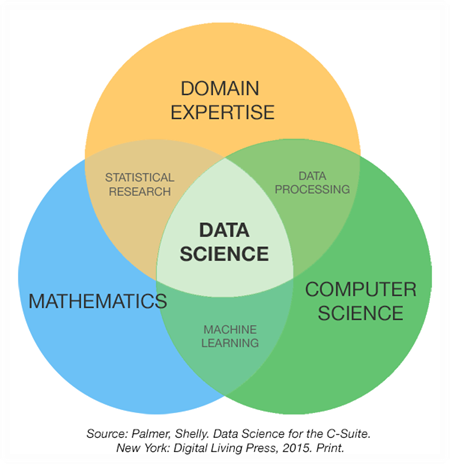 DOMAIN
EXPERTISE
STATISTICAL
RESEARCH
DATA
PROCESSING
DATA
SCIENCE
MATHEMATICS
COMPUTER
SCIENCE
MACHINE
LEARNING
Source: Palmer, Shelly. Data Science for the C-Suite.
New York: Digital Living Press, 2015. Print.